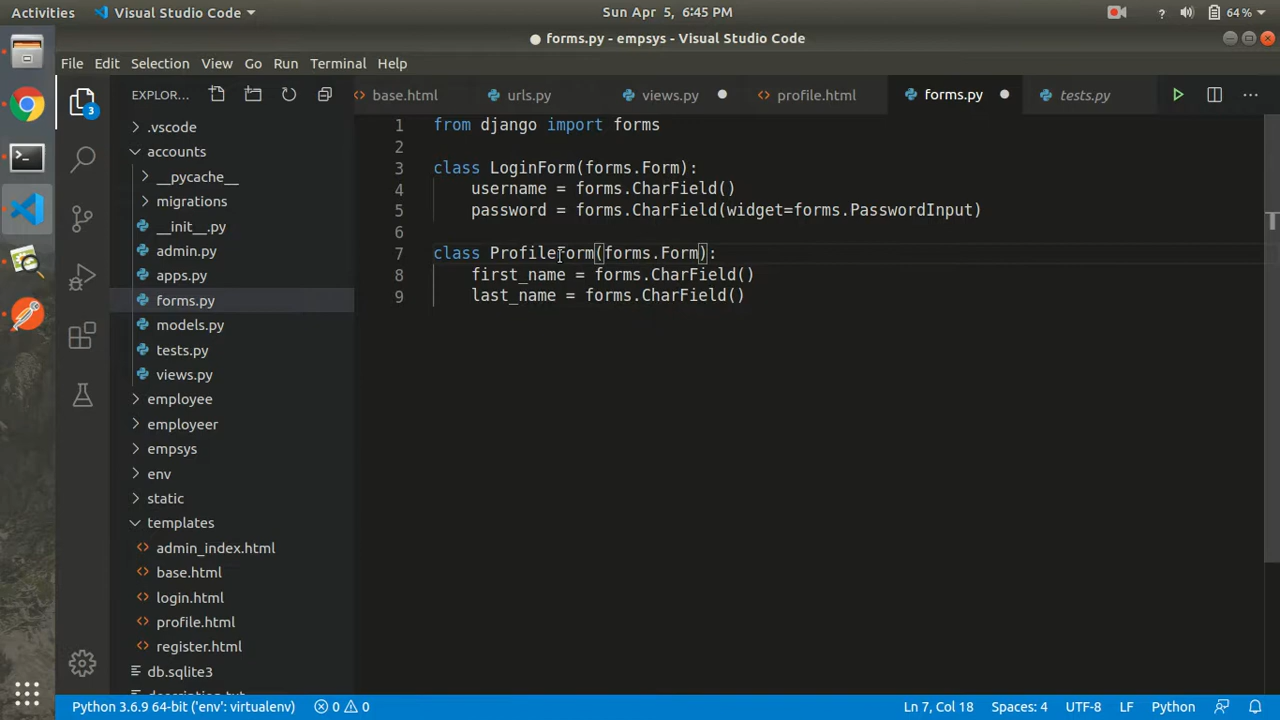 Activities Visual Studio Code Sun Apr 5, 6:45 PM ? 64 %
● forms.py - empsys - Visual Studio Code
File Edit Selection View Go Run Terminal Help
EXPLOR... base.html urls.py views.py profile.html forms.py tests.py
3
.vscode
accounts
__pycache__
migrations
__init__.py
admin.py
apps.py
forms.py
models.py
tests.py
views.py
employee
employeer
empsys
env
static
templates
admin_index.html
base.html
login.html
profile.html
register.html
db.sqlite3
description.txt
1 from django import forms
2
3 class LoginForm(forms.Form):
4 username = forms.CharField()
5 password = forms.CharField(widget=forms.PasswordInput)
6
7 class ProfileForm(forms.Form):
8 first_name = forms.CharField()
9 last_name = forms.CharField()
Python 3.6.9 64-bit ('env': virtualenv) 0 0 Ln 7, Col 18 Spaces: 4 UTF-8 LF Python